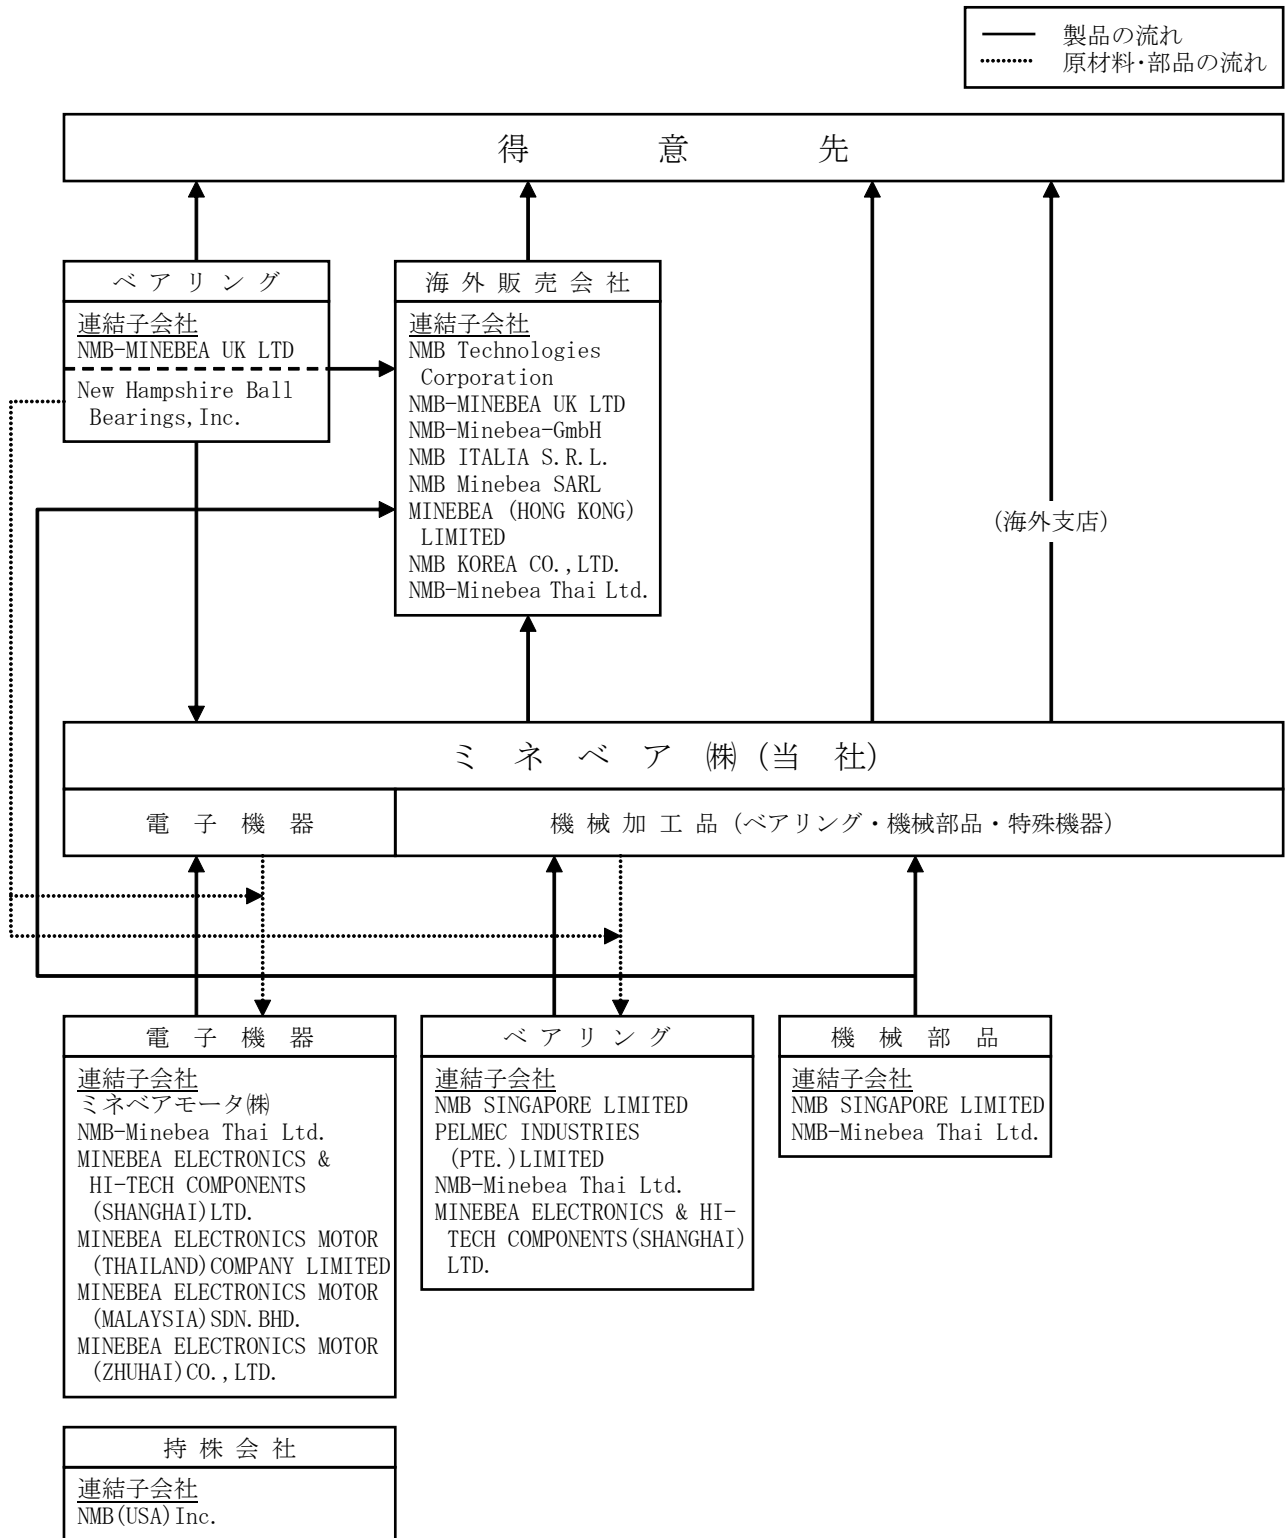 製品の流れ
原材料・部品の流れ
得意先
ベアリング
連結子会社
NMB-MINEBEA UK LTD
New Hampshire Ball
Bearings,Inc.
海外販売会社
連結子会社
NMB Technologies
Corporation
NMB-MINEBEA UK LTD
NMB-Minebea-GmbH
NMB ITALIA S.R.L.
NMB Minebea SARL
MINEBEA (HONG KONG)
LIMITED
NMB KOREA CO.,LTD.
NMB-Minebea Thai Ltd.
(海外支店)
ミネベア㈱(当社)
電子機器
機械加工品(ベアリング・機械部品・特殊機器)
電子機器
連結子会社
ミネベアモータ㈱
NMB-Minebea Thai Ltd.
MINEBEA ELECTRONICS &
HI-TECH COMPONENTS
(SHANGHAI)LTD.
MINEBEA ELECTRONICS MOTOR
(THAILAND)COMPANY LIMITED
MINEBEA ELECTRONICS MOTOR
(MALAYSIA)SDN.BHD.
MINEBEA ELECTRONICS MOTOR
(ZHUHAI)CO.,LTD.
ベアリング
連結子会社
NMB SINGAPORE LIMITED
PELMEC INDUSTRIES
(PTE.)LIMITED
NMB-Minebea Thai Ltd.
MINEBEA ELECTRONICS & HI-
TECH COMPONENTS(SHANGHAI)
LTD.
機械部品
連結子会社
NMB SINGAPORE LIMITED
NMB-Minebea Thai Ltd.
持株会社
連結子会社
NMB(USA)Inc.